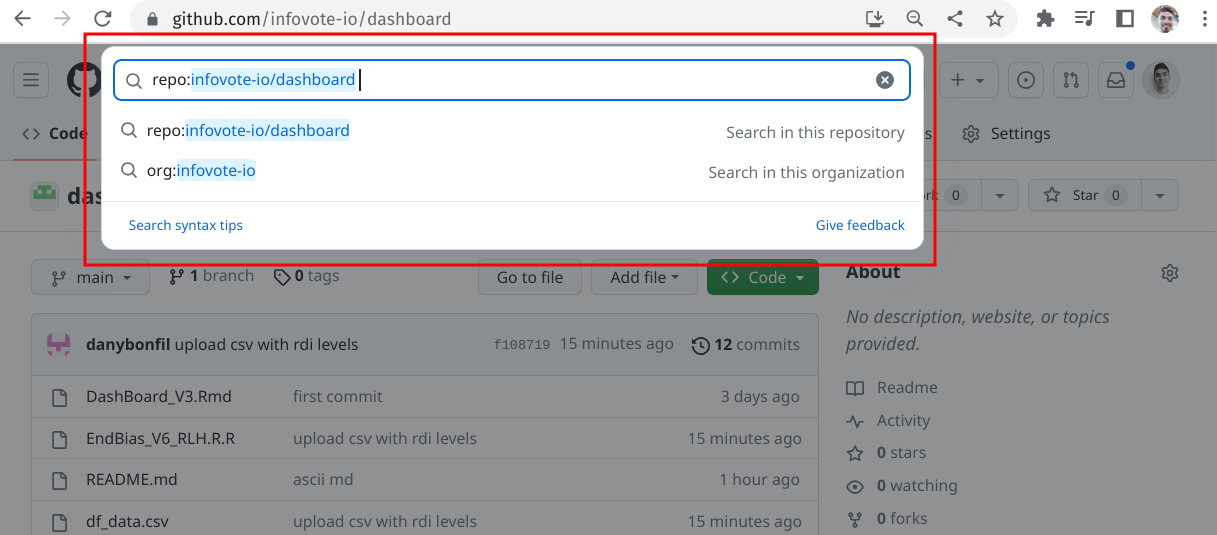 github.com/infovote-io/dashboard
repo:infovote-io/dashboard
repo:infovote-io/dashboard Search in this repository
org:infovote-io Search in this organization
Search syntax tips Give feedback
Code Settings
0 Star 0
main 1 branch 0 tags Go to file Add file Code About
No description, website, or topics
provided.
danybonfil upload csv with rdi levels f108719 15 minutes ago 12 commits
DashBoard_V3.Rmd first commit 3 days ago
EndBias_V6_RLH.R.R upload csv with rdi levels 15 minutes ago
README.md ascii md 1 hour ago
df_data.csv upload csv with rdi levels 15 minutes ago
Readme
Activity
0 stars
0 watching
0 forks